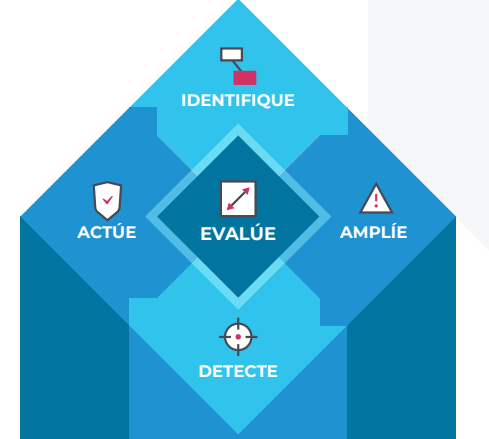 IDENTIFIQUE
ACTÚE
EVALÚE
AMPLÍE
DETECTE